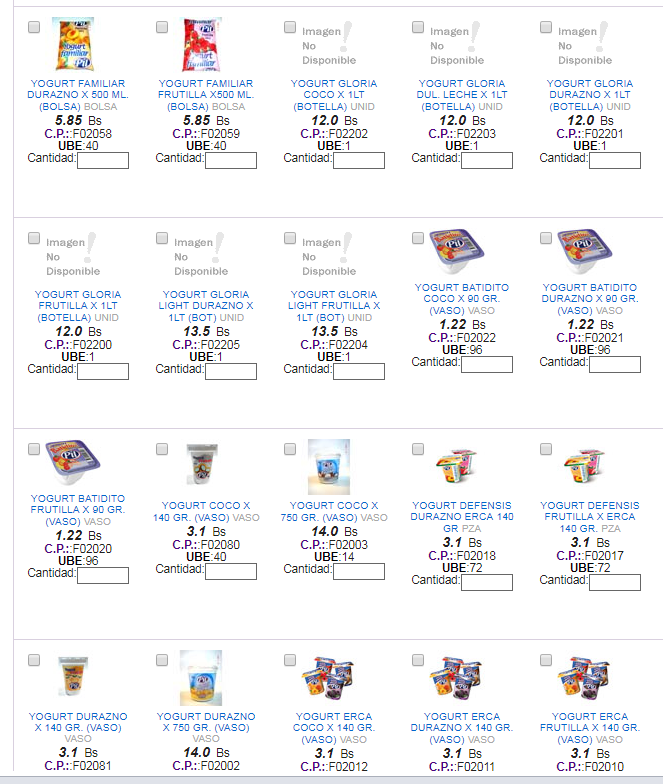 YOGURT FAMILIAR
DURAZNO X 500 ML.
(BOLSA) BOLSA
5.85 Bs
C.P.::F02058
UBE:40
Cantidad:
YOGURT FAMILIAR
FRUTILLA X500 ML.
(BOLSA) BOLSA
5.85 Bs
C.P.::F02059
UBE:40
Cantidad:
Imagen
No
Disponible
YOGURT GLORIA
COCO X 1LT
(BOTELLA) UNID
12.0 Bs
C.P.::F02202
UBE:1
Cantidad:
Imagen
No
Disponible
YOGURT GLORIA
DUL. LECHE X 1LT
(BOTELLA) UNID
12.0 Bs
C.P.::F02203
UBE:1
Cantidad:
Imagen
No
Disponible
YOGURT GLORIA
DURAZNO X 1LT
(BOTELLA) UNID
12.0 Bs
C.P.::F02201
UBE:1
Cantidad:
Imagen
No
Disponible
YOGURT GLORIA
FRUTILLA X 1LT
(BOTELLA) UNID
12.0 Bs
C.P.::F02200
UBE:1
Cantidad:
Imagen
No
Disponible
YOGURT GLORIA
LIGHT DURAZNO X
1LT (BOT) UNID
13.5 Bs
C.P.::F02205
UBE:1
Cantidad:
Imagen
No
Disponible
YOGURT GLORIA
LIGHT FRUTILLA X
1LT (BOT) UNID
13.5 Bs
C.P.::F02204
UBE:1
Cantidad:
PIL
YOGURT BATIDITO
COCO X 90 GR.
(VASO) VASO
1.22 Bs
C.P.::F02022
UBE:96
Cantidad:
PIL
YOGURT BATIDITO
DURAZNO X 90 GR.
(VASO) VASO
1.22 Bs
C.P.::F02021
UBE:96
Cantidad:
PIL
YOGURT BATIDITO
FRUTILLA X 90 GR.
(VASO) VASO
1.22 Bs
C.P.::F02020
UBE:96
Cantidad:
YOGURT COCO X
140 GR. (VASO) VASO
3.1 Bs
C.P.::F02080
UBE:40
Cantidad:
YOGURT COCO X
750 GR. (VASO) VASO
14.0 Bs
C.P.::F02003
UBE:14
Cantidad:
YOGURT DEFENSIS
DURAZNO ERCA 140
GR PZA
3.1 Bs
C.P.::F02018
UBE:72
Cantidad:
YOGURT DEFENSIS
FRUTILLA X ERCA
140 GR. PZA
3.1 Bs
C.P.::F02017
UBE:72
Cantidad:
YOGURT DURAZNO
X 140 GR. (VASO)
VASO
3.1 Bs
C.P.::F02081
YOGURT DURAZNO
X 750 GR. (VASO)
VASO
14.0 Bs
C.P.::F02002
YOGURT ERCA
COCO X 140 GR.
(VASO) VASO
3.1 Bs
C.P.::F02012
YOGURT ERCA
DURAZNO X 140 GR.
(VASO) VASO
3.1 Bs
C.P.::F02011
YOGURT ERCA
FRUTILLA X 140 GR.
(VASO) VASO
3.1 Bs
C.P.::F02010